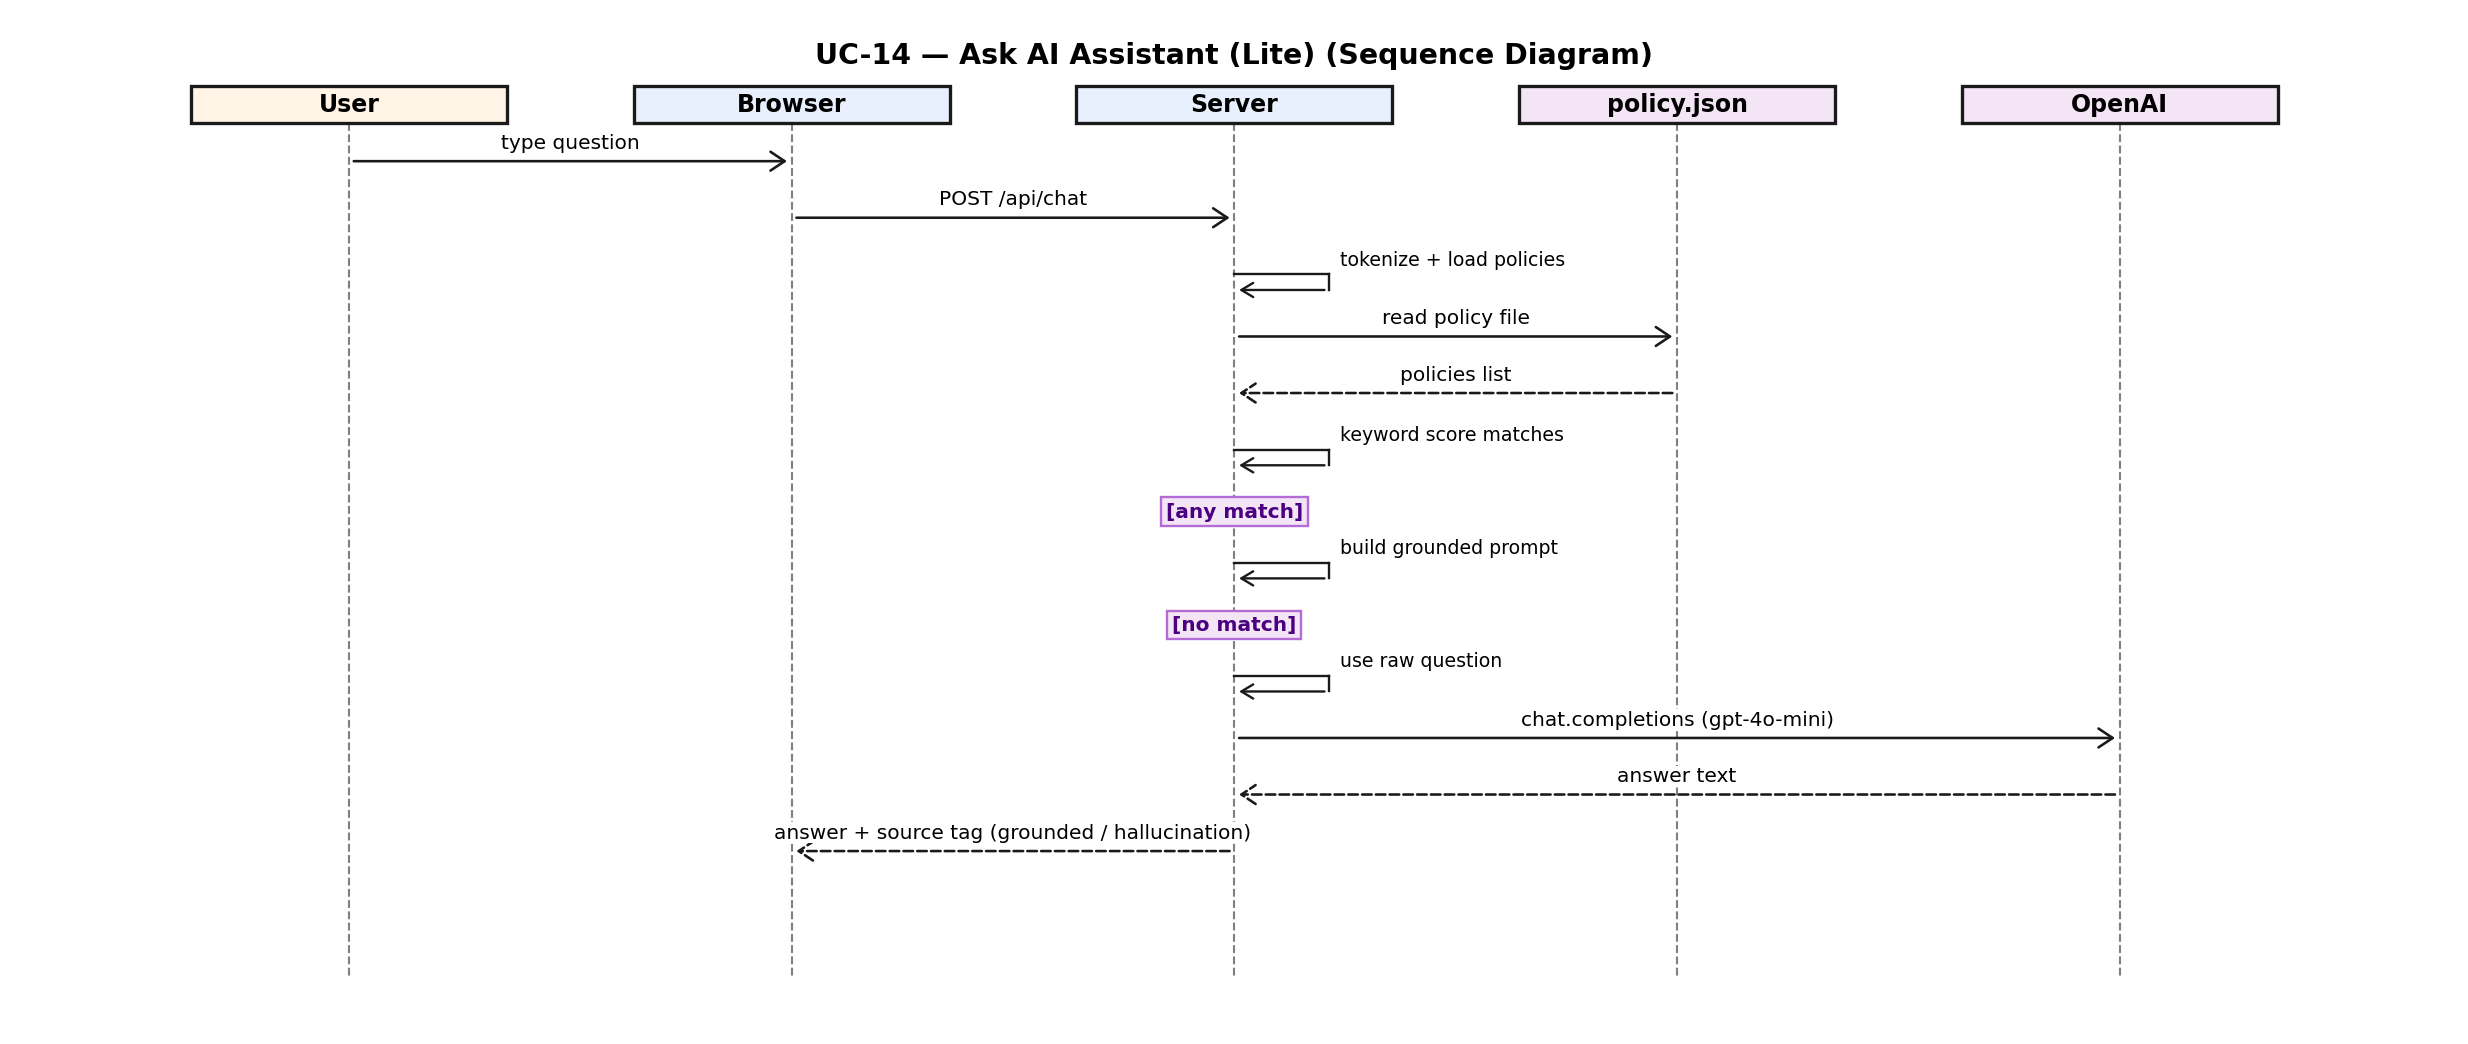 UC-14 — Ask AI Assistant (Lite) (Sequence Diagram)
User
Browser
Server
policy.json
OpenAI
type question
POST /api/chat
tokenize + load policies
read policy file
policies list
keyword score matches
[any match]
build grounded prompt
[no match]
use raw question
chat.completions (gpt-4o-mini)
answer text
answer + source tag (grounded / hallucination)